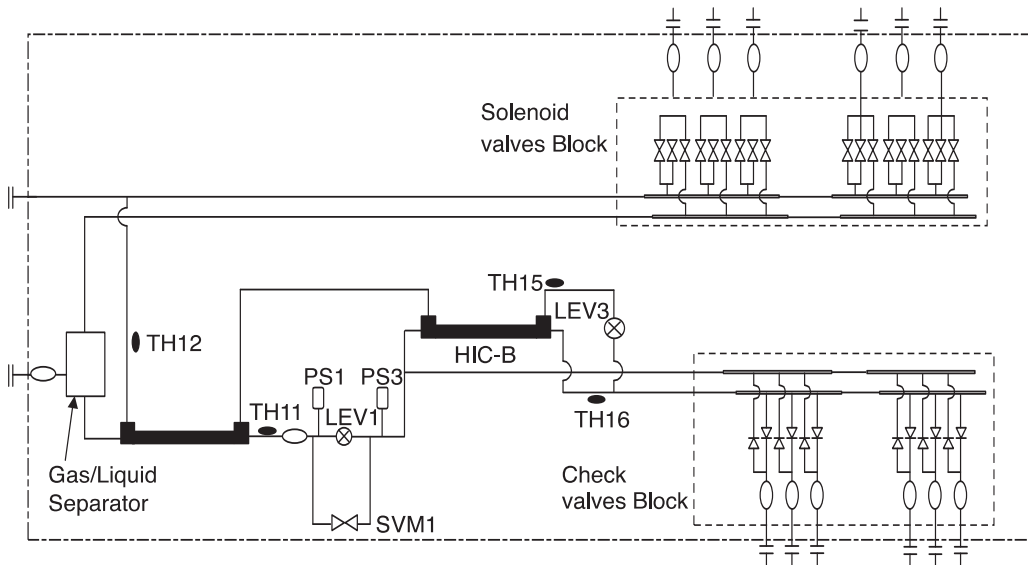 Solenoid
valves Block
TH15
LEV3
TH12
HIC-B
PS1
PS3
TH11
LEV1
TH16
Gas/Liquid
Separator
Check
valves Block
SVM1